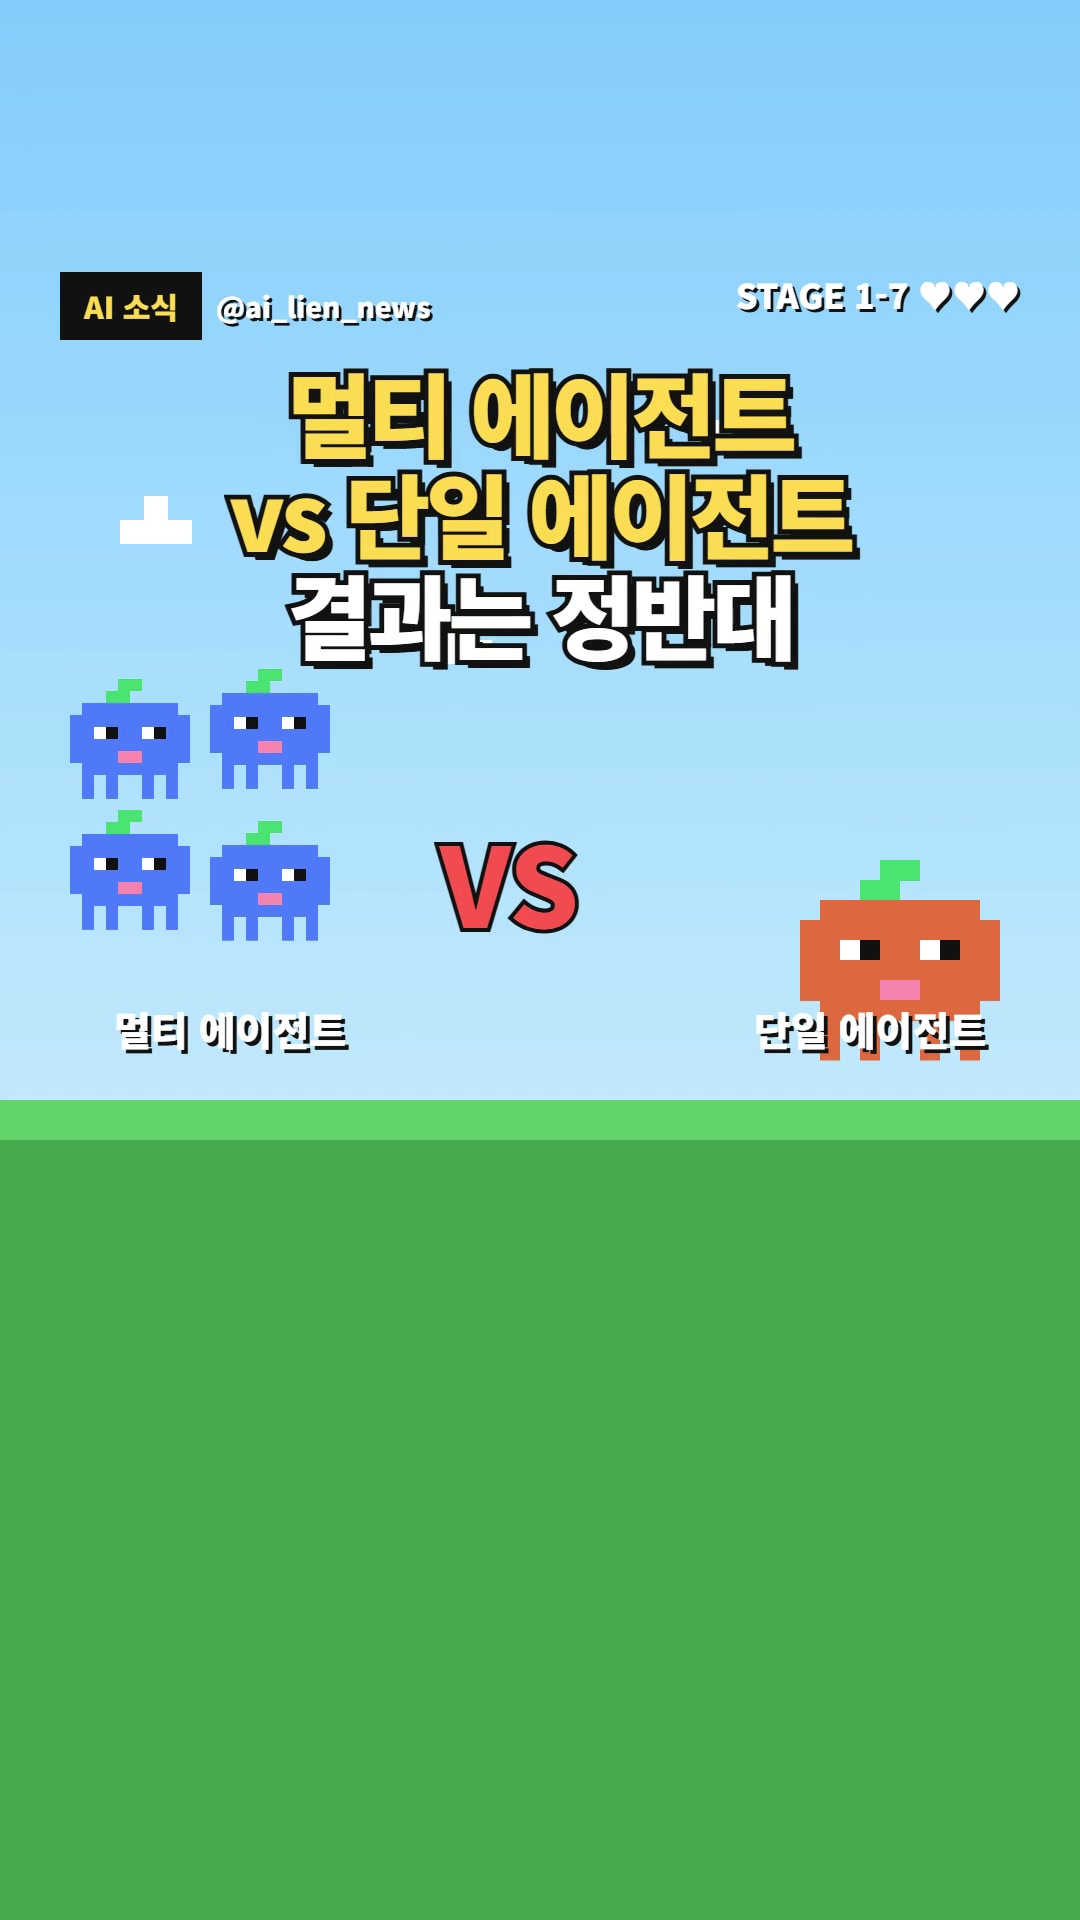 AI 소식 @ai_lien_news
STAGE 1-7 ♥♥♥
멀티 에이전트
vs 단일 에이전트
결과는 정반대
VS
멀티 에이전트
단일 에이전트